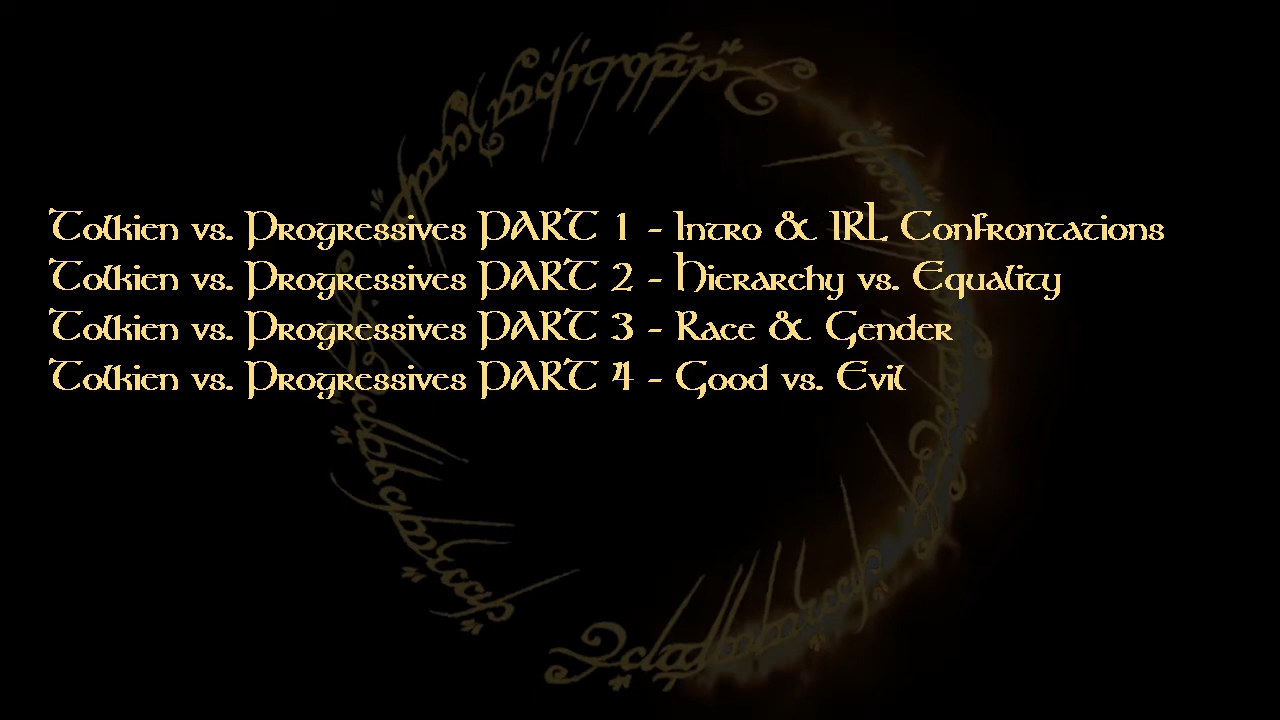 Tolkien vs. Progressives PART 1 - Intro & IRL Confrontations
Tolkien vs. Progressives PART 2 - Hierarchy vs. Equality
Tolkien vs. Progressives PART 3 - Race & Gender
Tolkien vs. Progressives PART 4 - Good vs. Evil